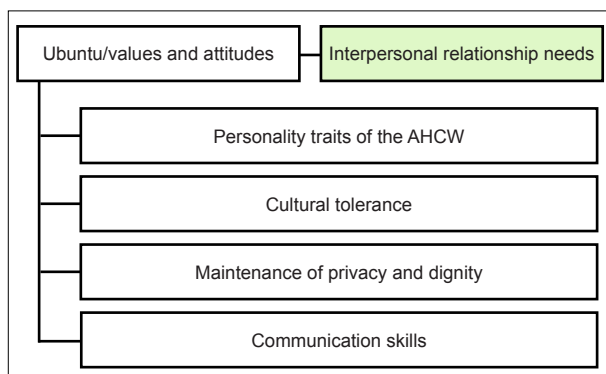 Ubuntu/values and attitudes
Interpersonal relationship needs
Personality traits of the AHCW
Cultural tolerance
Maintenance of privacy and dignity
Communication skills